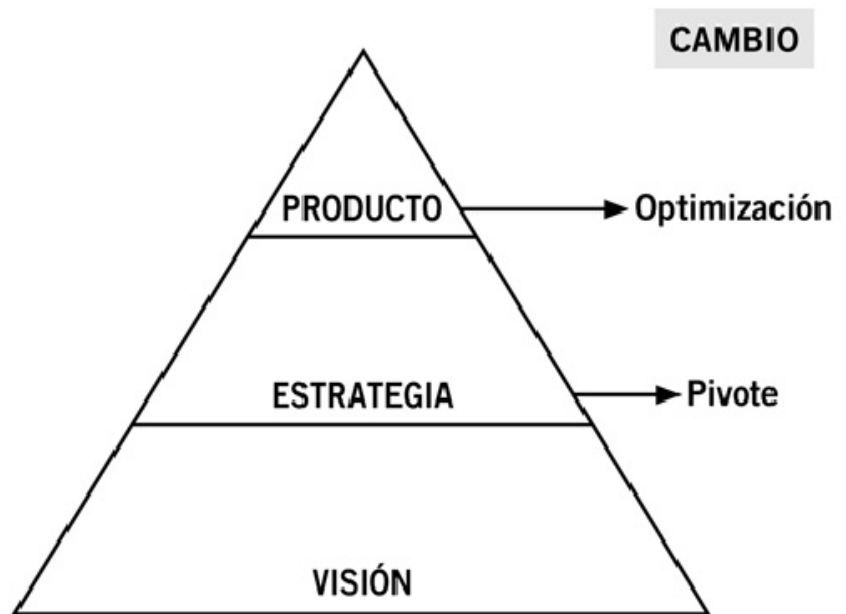 CAMBIO
PRODUCTO
Optimización
ESTRATEGIA
Pivote
VISIÓN